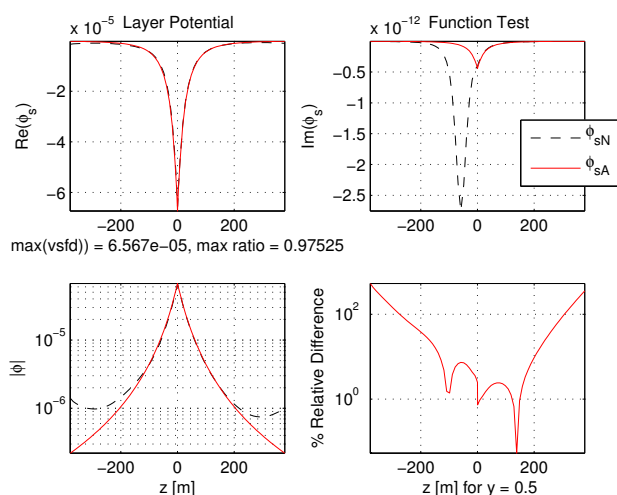 x 10⁻⁵ Layer Potential
x 10⁻¹² Function Test
Re(ϕₛ)
-2
-4
-6
-200 0 200
Im(ϕₛ)
-0.5
-1
-1.5
-2
-2.5
-200 0 200
ϕₛN
ϕₛA
max(vsfd)) = 6.567e-05, max ratio = 0.97525
|ϕ|
10⁻⁵
10⁻⁶
-200 0 200
z [m]
% Relative Difference
10²
10⁰
-200 0 200
z [m] for y = 0.5